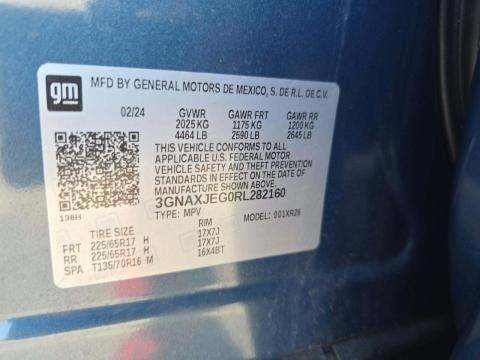 gm
MFD BY GENERAL MOTORS DE MEXICO, S. DE R.L. DE C.V.
02/24 GVWR GAWR FRT GAWR RR
2025 KG 1175 KG 1200 KG
4464 LB 2590 LB 2645 LB
THIS VEHICLE CONFORMS TO ALL
APPLICABLE U.S. FEDERAL MOTOR
VEHICLE SAFETY AND THEFT
PREVENTION STANDARDS IN EFFECT ON
THE DATE OF MANUFACTURE SHOWN ABOVE.
3GNAXJEG0RL282160
136H
TYPE: MPV MODEL: 001XR26
TIRE SIZE RIM
FRT 225/65R17 H 17X7J
RR 225/65R17 H 17X7J
SPA T135/70R16 M 16X4BT